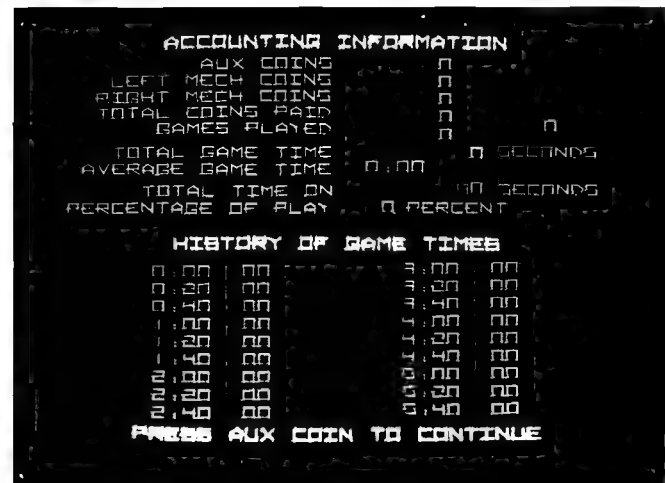 ACCOUNTING INFORMATION
AUX COINS 0
LEFT MECH COINS 0
RIGHT MECH COINS 0
TOTAL COINS PAID 0
GAMES PLAYED 0 0
TOTAL GAME TIME 0 SECONDS
AVERAGE GAME TIME 0:00
TOTAL TIME ON SECONDS
PERCENTAGE OF PLAY 0 PERCENT
HISTORY OF GAME TIMES
0:00 00 3:00 00
0:20 00 3:20 00
0:40 00 3:40 00
1:00 00 4:00 00
1:20 00 4:20 00
1:40 00 4:40 00
2:00 00 5:00 00
2:20 00 5:20 00
2:40 00 5:40 00
PRESS AUX COIN TO CONTINUE